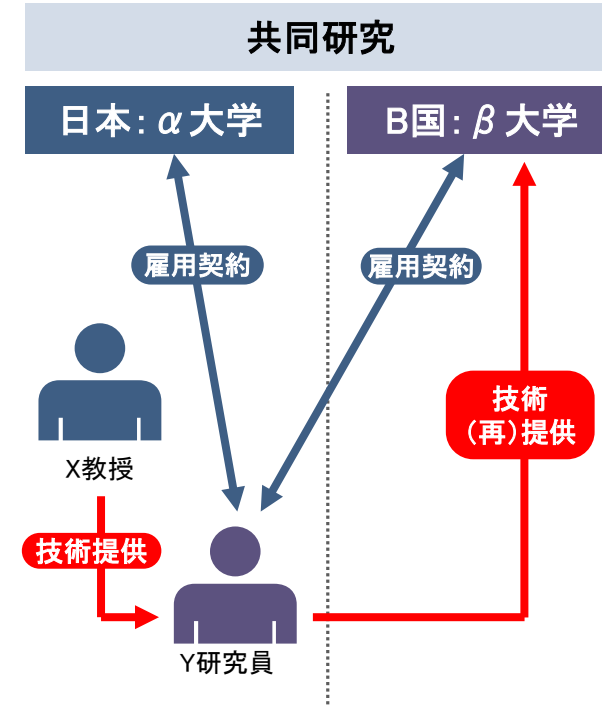 共同研究
日本：α大学
B国：β大学
雇用契約
雇用契約
技術
（再）提供
X教授
技術提供
Y研究員